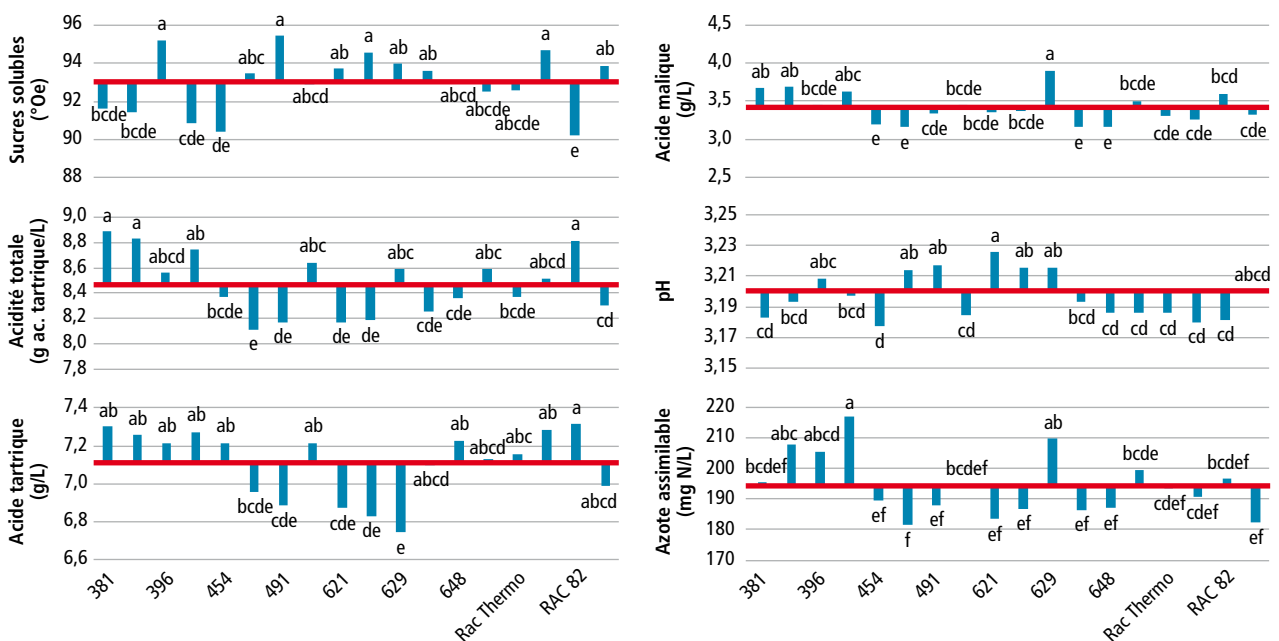 Sucres solubles
(°Oe)
96
94
92
90
88
bcde
bcde
a
cde
de
abc
a
abcd
ab
a
ab
ab
abcd
abcde
abcde
a
e
ab
Acidité totale
(g ac. tartrique/L)
9,0
8,8
8,6
8,4
8,2
8,0
7,8
a
a
abcd
ab
bcde
e
de
abc
de
de
abc
cde
bcde
abc
bcde
abcd
a
cd
Acide tartrique
g/L)
7,4
7,2
7,0
6,8
6,6
ab
ab
ab
ab
ab
bcde
cde
ab
cde
de
e
abcd
ab
abcd
abc
ab
a
abcd
381
396
454
491
621
629
648
Rac Thermo
RAC 82
Acide malique
(g/L)
4,5
4,0
3,5
3,0
2,5
ab
ab
bcde
abc
e
e
cde
bcde
bcde
bcde
a
e
e
bcde
cde
cde
bcd
cde
pH
3,25
3,23
3,21
3,19
3,17
3,15
cd
bcd
abc
bcd
d
ab
ab
cd
a
ab
ab
bcd
cd
cd
cd
cd
cd
abcd
Azote assimilable
(mg N/L)
220
210
200
190
180
170
bcdef
abc
abcd
a
ef
f
ef
bcdef
ef
ef
ab
ef
ef
bcde
cdef
cdef
bcdef
ef
381
396
454
491
621
629
648
Rac Thermo
RAC 82